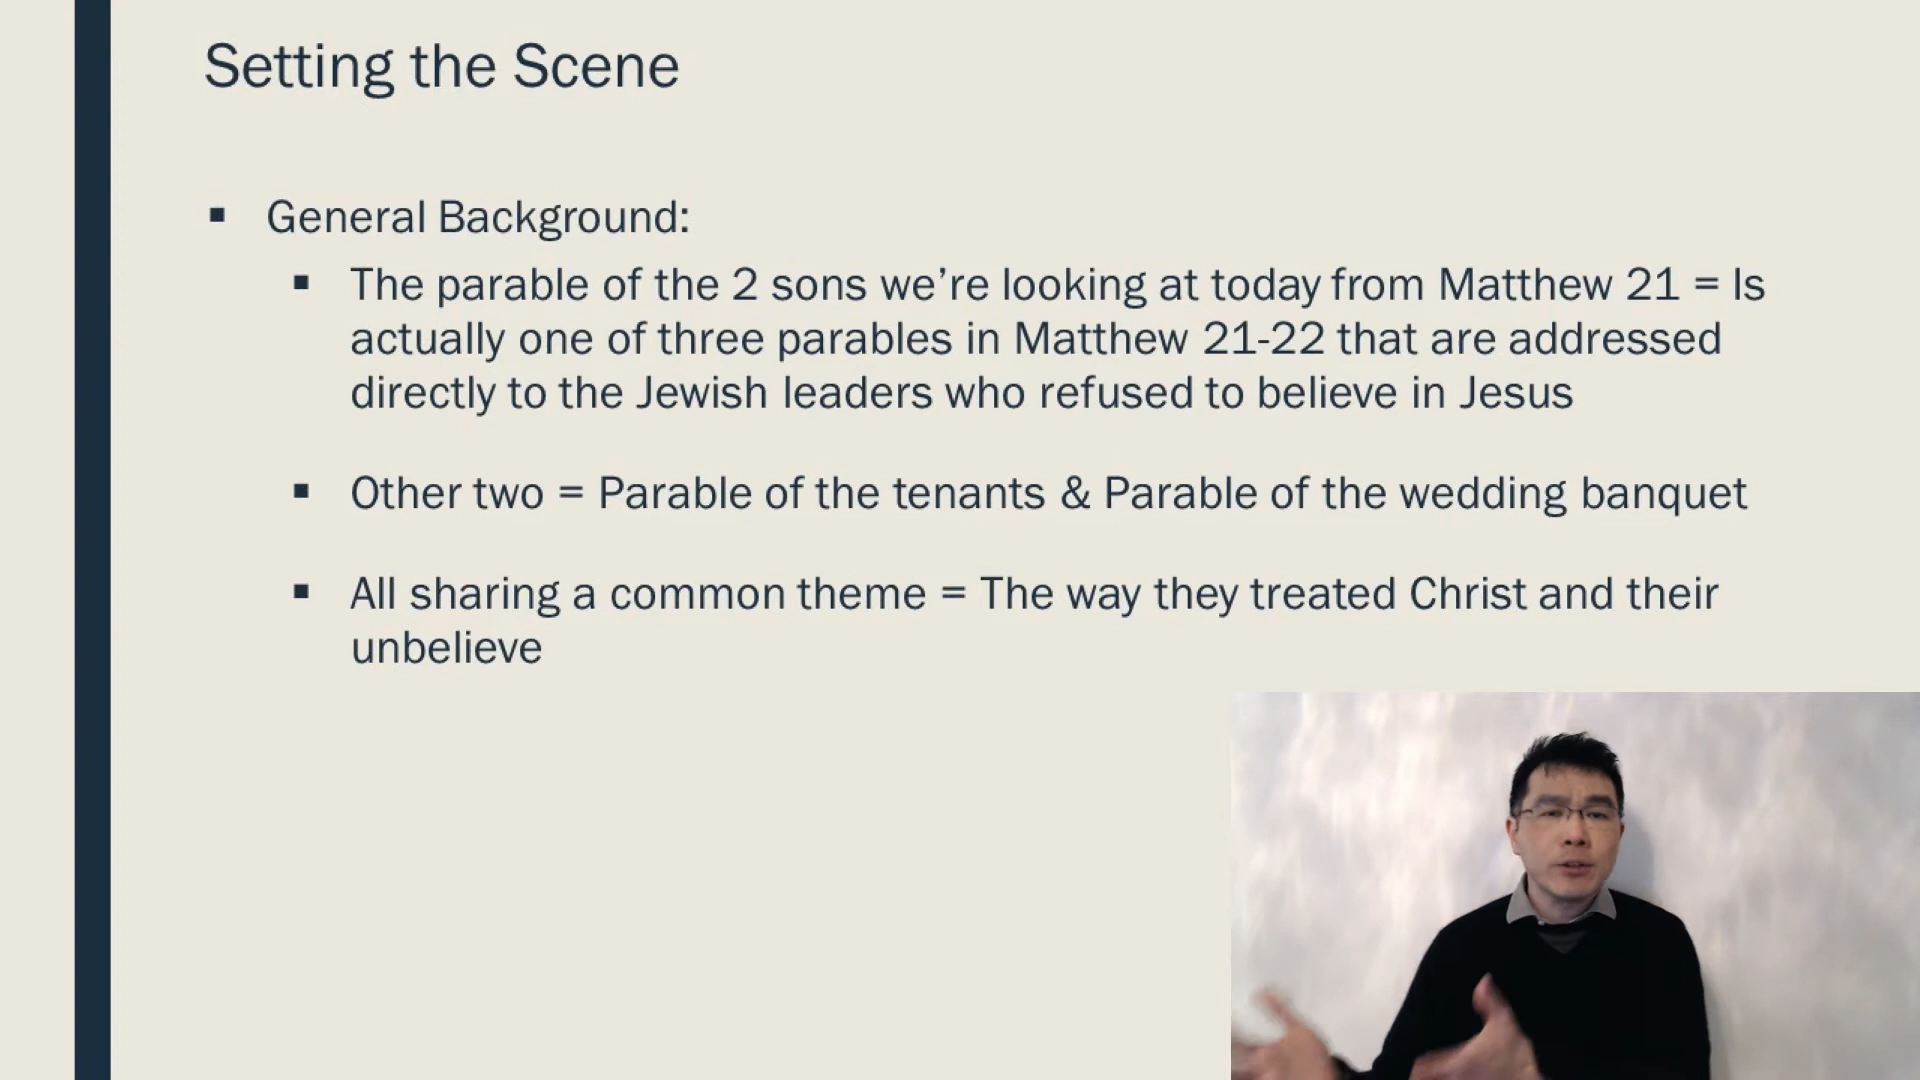 Setting the Scene
▪ General Background:
▪ The parable of the 2 sons we’re looking at today from Matthew 21 = Is
actually one of three parables in Matthew 21-22 that are addressed
directly to the Jewish leaders who refused to believe in Jesus
▪ Other two = Parable of the tenants & Parable of the wedding banquet
▪ All sharing a common theme = The way they treated Christ and their
unbelieve